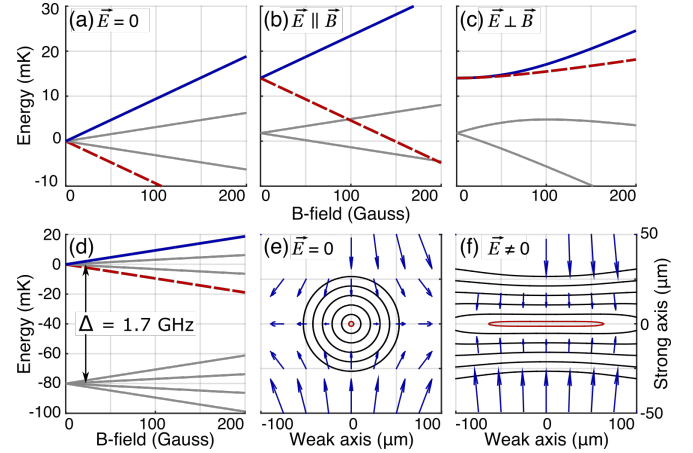 (a) E⃗ = 0
(b) E⃗ ∥ B⃗
(c) E⃗ ⊥ B⃗
Energy (mK)
30
20
10
0
-10
0 100 200
0 100 200
0 100 200
B-field (Gauss)
(d)
(e) E⃗ = 0
(f) E⃗ ≠ 0
Energy (mK)
20
0
-20
-40
-60
-80
-100
Δ = 1.7 GHz
50
0
-50
Strong axis (μm)
0 100 200
-100 0 100
-100 0 100
B-field (Gauss)
Weak axis (μm)
Weak axis (μm)